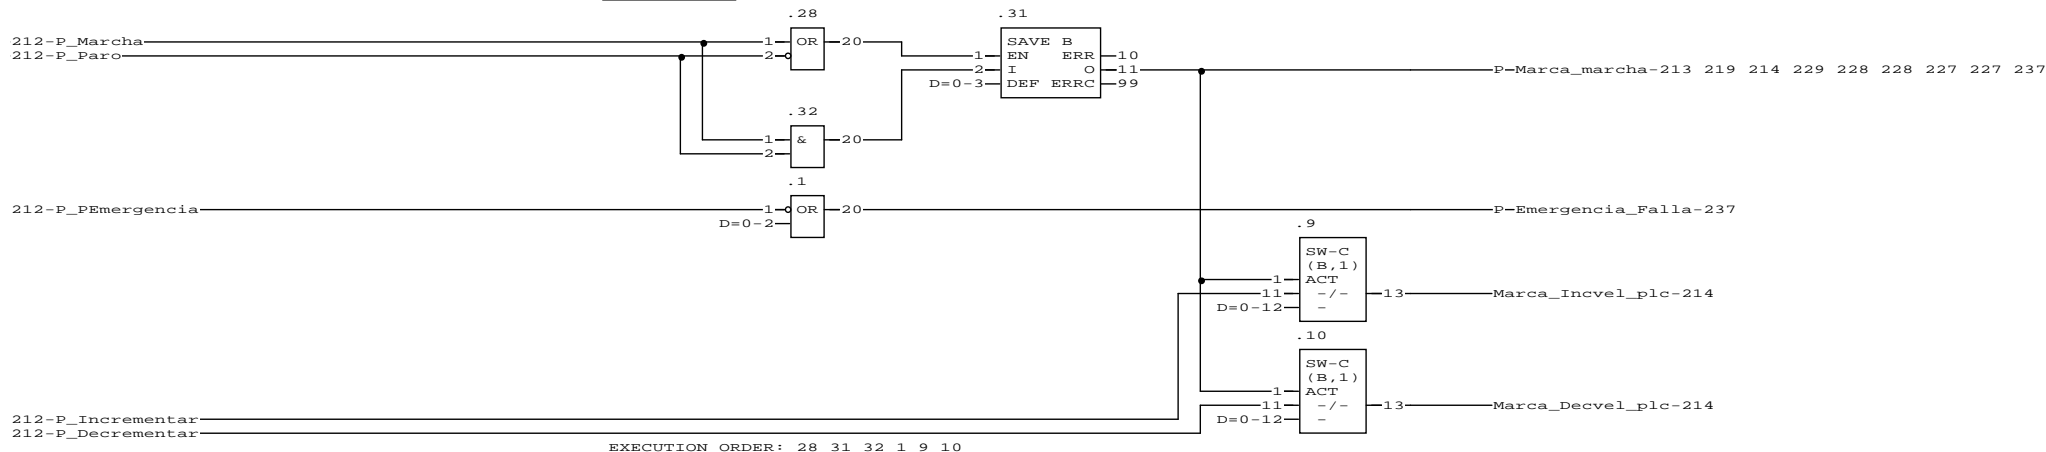 .28 .31
212-P_Marcha 1 OR 20 SAVE B
212-P_Paro 2 1 EN ERR 10
2 I O 11 P-Marca_marcha-213 219 214 229 228 228 227 227 237
D=0-3 DEF ERRC 99
.32
1 & 20
2
.1
212-P_PEmergencia 1 OR 20 P-Emergencia_Falla-237
D=0-2 .9
SW-C
(B,1)
1 ACT
11 -/- 13 Marca_Incvel_plc-214
D=0-12 -
.10
SW-C
(B,1)
1 ACT
11 -/- 13 Marca_Decvel_plc-214
212-P_Incrementar D=0-12 -
212-P_Decrementar
EXECUTION ORDER: 28 31 32 1 9 10